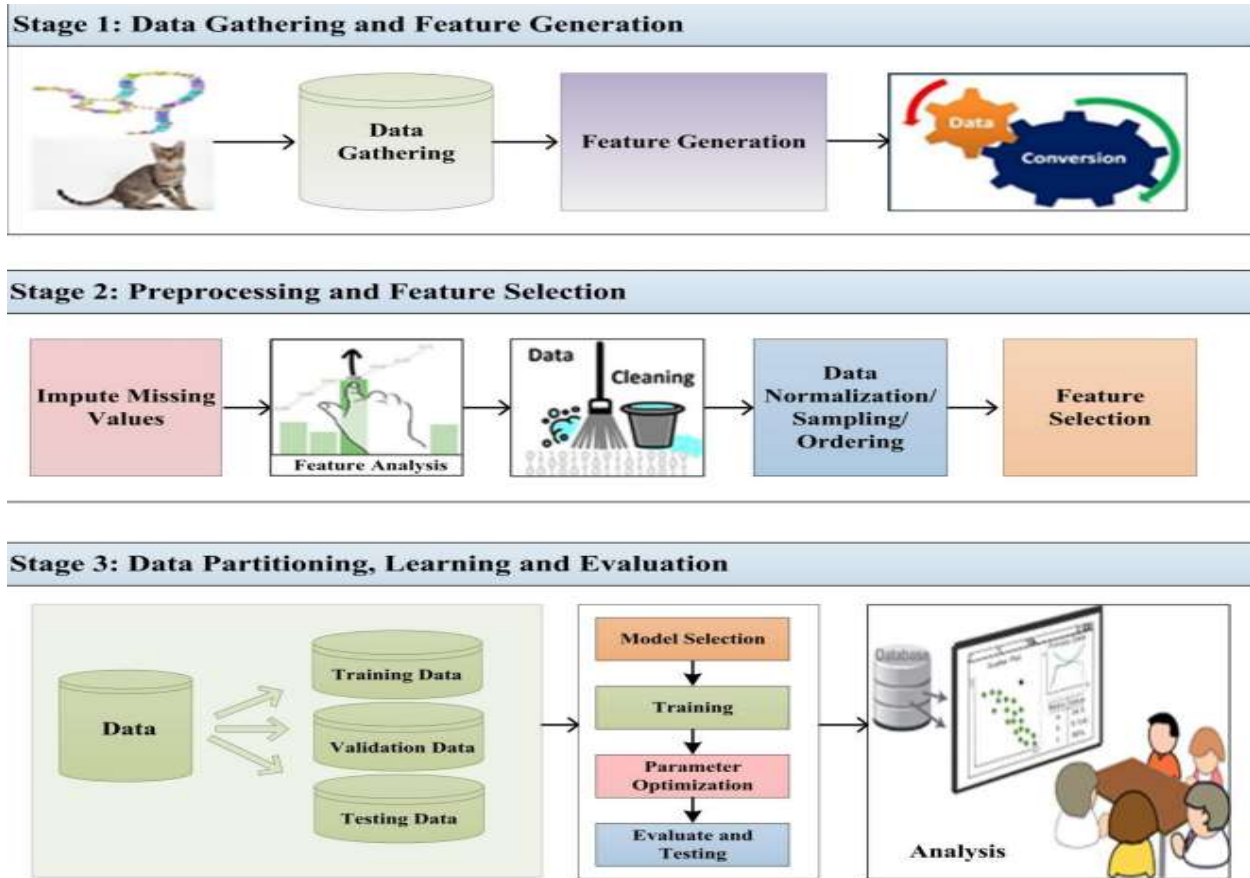 Stage 1: Data Gathering and Feature Generation
Data
Gathering
Feature Generation
Data
Conversion
Stage 2: Preprocessing and Feature Selection
Impute Missing
Values
Feature Analysis
Data
Cleaning
Data
Normalization/
Sampling/
Ordering
Feature
Selection
Stage 3: Data Partitioning, Learning and Evaluation
Data
Training Data
Validation Data
Testing Data
Model Selection
Training
Parameter
Optimization
Evaluate and
Testing
Database
Scatter Plot
Analysis